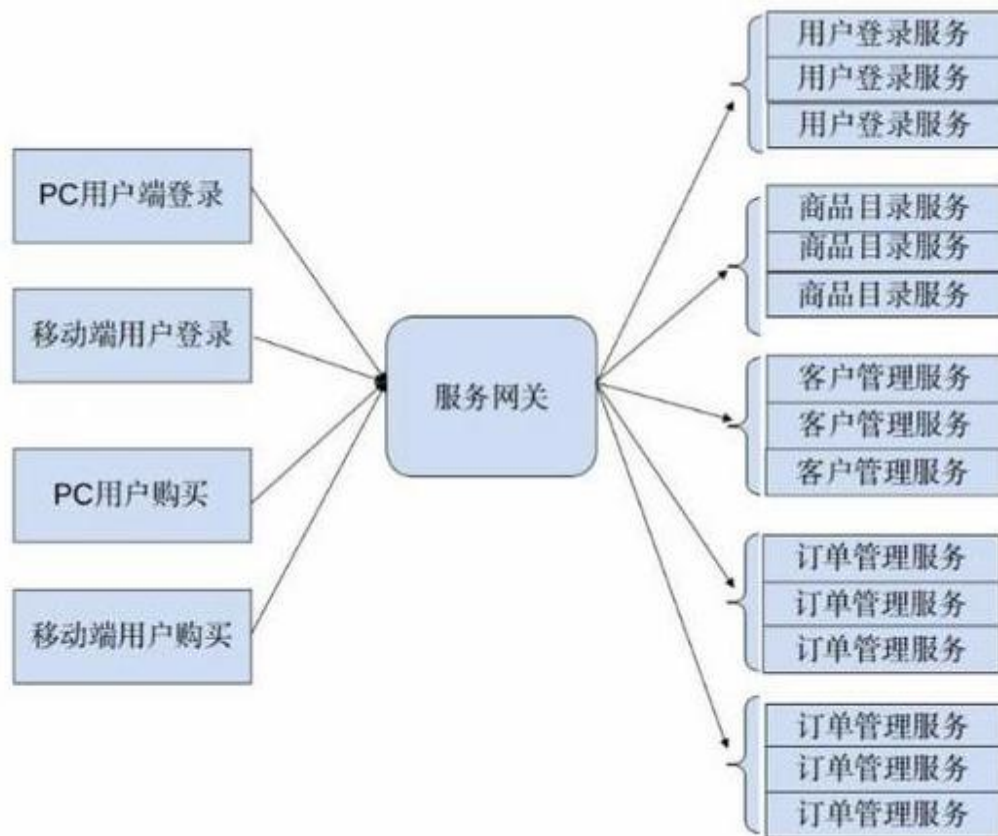 PC用户端登录
移动端用户登录
PC用户购买
移动端用户购买
服务网关
用户登录服务
用户登录服务
用户登录服务
商品目录服务
商品目录服务
商品目录服务
客户管理服务
客户管理服务
客户管理服务
订单管理服务
订单管理服务
订单管理服务
订单管理服务
订单管理服务
订单管理服务